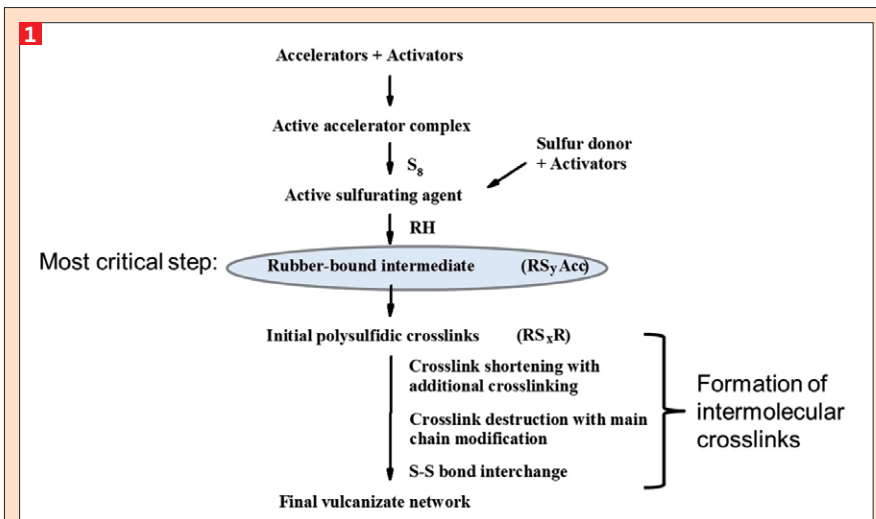 1
Accelerators + Activators
Active accelerator complex
S8
Sulfur donor
+ Activators
Active sulfurating agent
RH
Most critical step:
Rubber-bound intermediate (RSyAcc)
Initial polysulfidic crosslinks (RSxR)
Crosslink shortening with
additional crosslinking
Crosslink destruction with main
chain modification
S-S bond interchange
Formation of
intermolecular
crosslinks
Final vulcanizate network